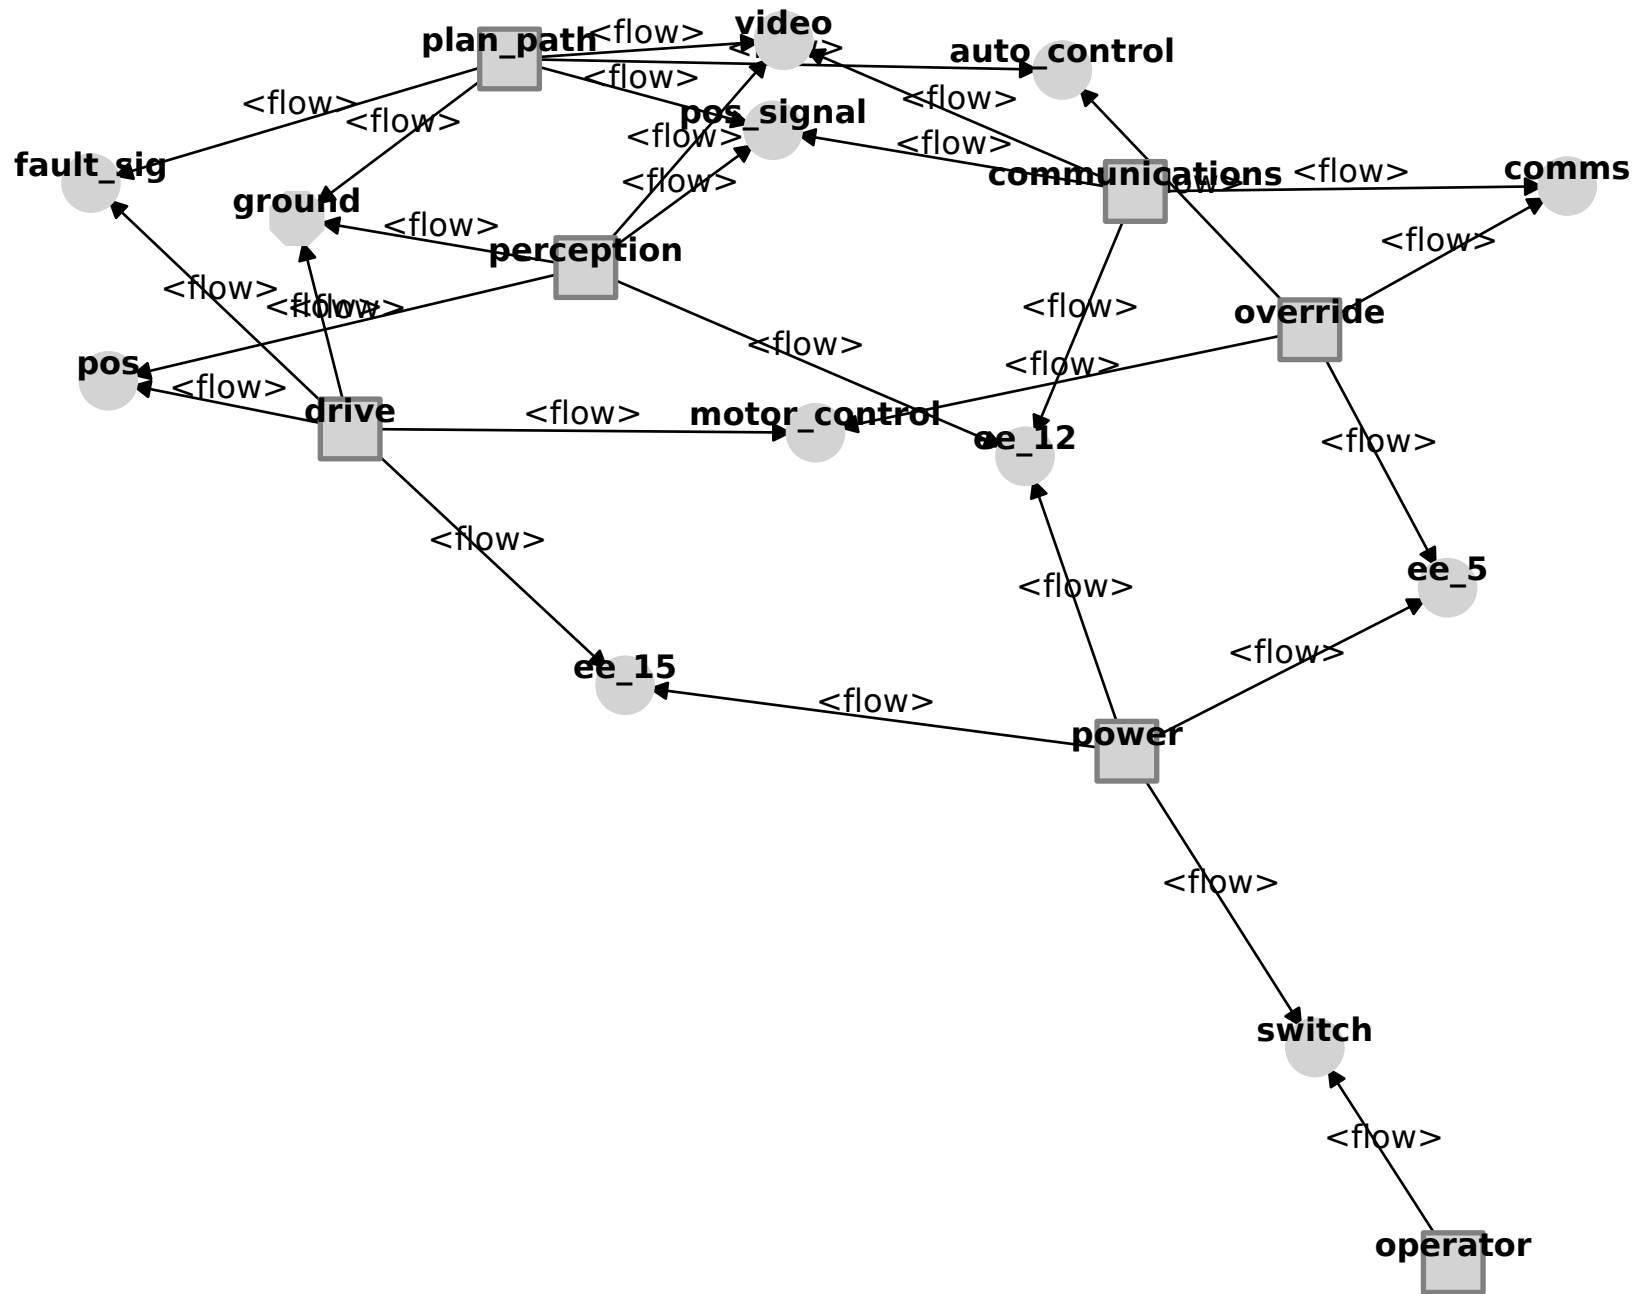 video
<flow>
plan_path
auto_control
<flow>
<flow>
<flow>
pos_signal
<flow>
<flow>
<flow>
<flow>
fault_sig
communications
<flow>
comms
<flow>
ground
<flow>
<flow>
perception
<flow>
<flow>
<flow>
<flow>
override
<flow>
<flow>
pos
<flow>
drive
<flow>
motor_control
ee_12
<flow>
<flow>
ee_5
<flow>
<flow>
ee_15
<flow>
power
<flow>
switch
<flow>
operator